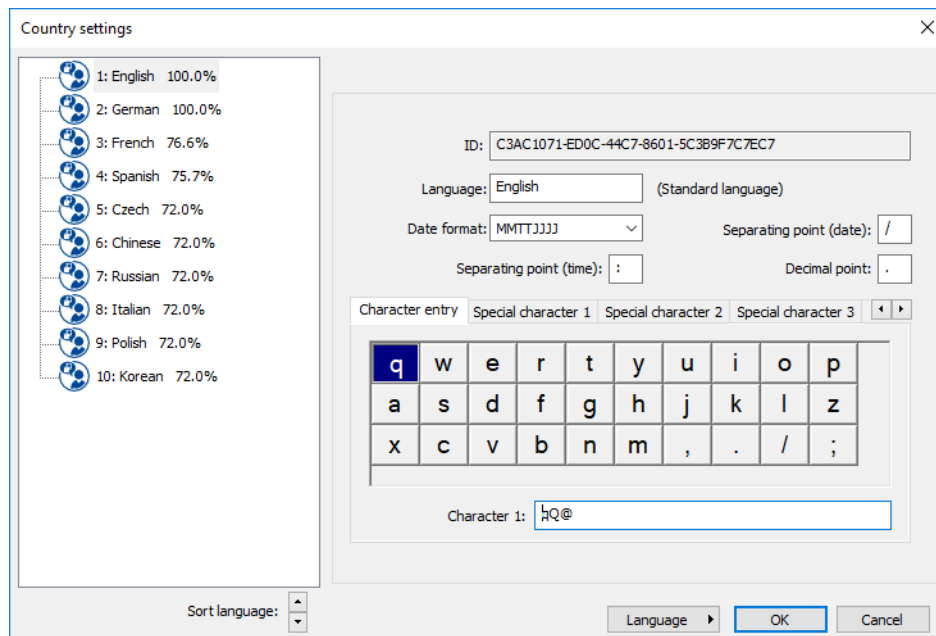 Country settings
1: English 100.0%
2: German 100.0%
3: French 76.6%
4: Spanish 75.7%
5: Czech 72.0%
6: Chinese 72.0%
7: Russian 72.0%
8: Italian 72.0%
9: Polish 72.0%
10: Korean 72.0%
Sort language:
ID: C3AC1071-ED0C-44C7-8601-5C3B9F7C7EC7
Language: English (Standard language)
Date format: MMTTJJJJ Separating point (date): /
Separating point (time): : Decimal point: .
Character entry Special character 1 Special character 2 Special character 3
q w e r t y u i o p
a s d f g h j k l z
x c v b n m , . / ;
Character 1: qQ@
Language OK Cancel